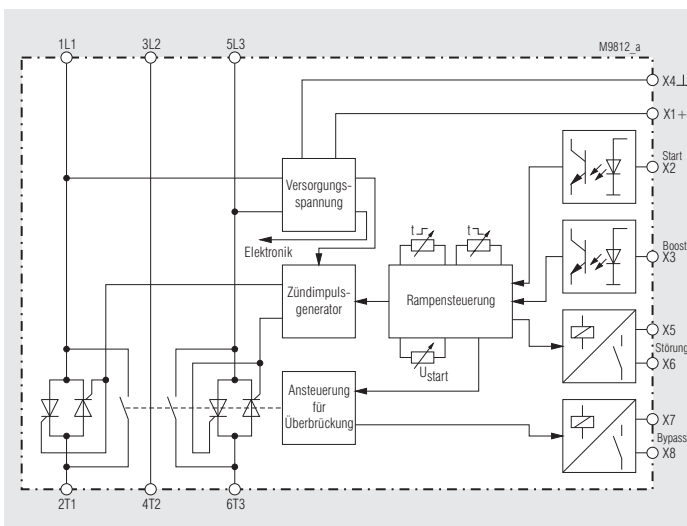 1L1 3L2 5L3
M9812_a
X4⊥
X1+
Versorgungs-
spannung
Start
X2
Elektronik
Boost
X3
t t
Zündimpuls-
generator
Rampensteuerung
Ustart
X5
Störung
X6
Ansteuerung
für
Überbrückung
X7
Bypass
X8
2T1 4T2 6T3